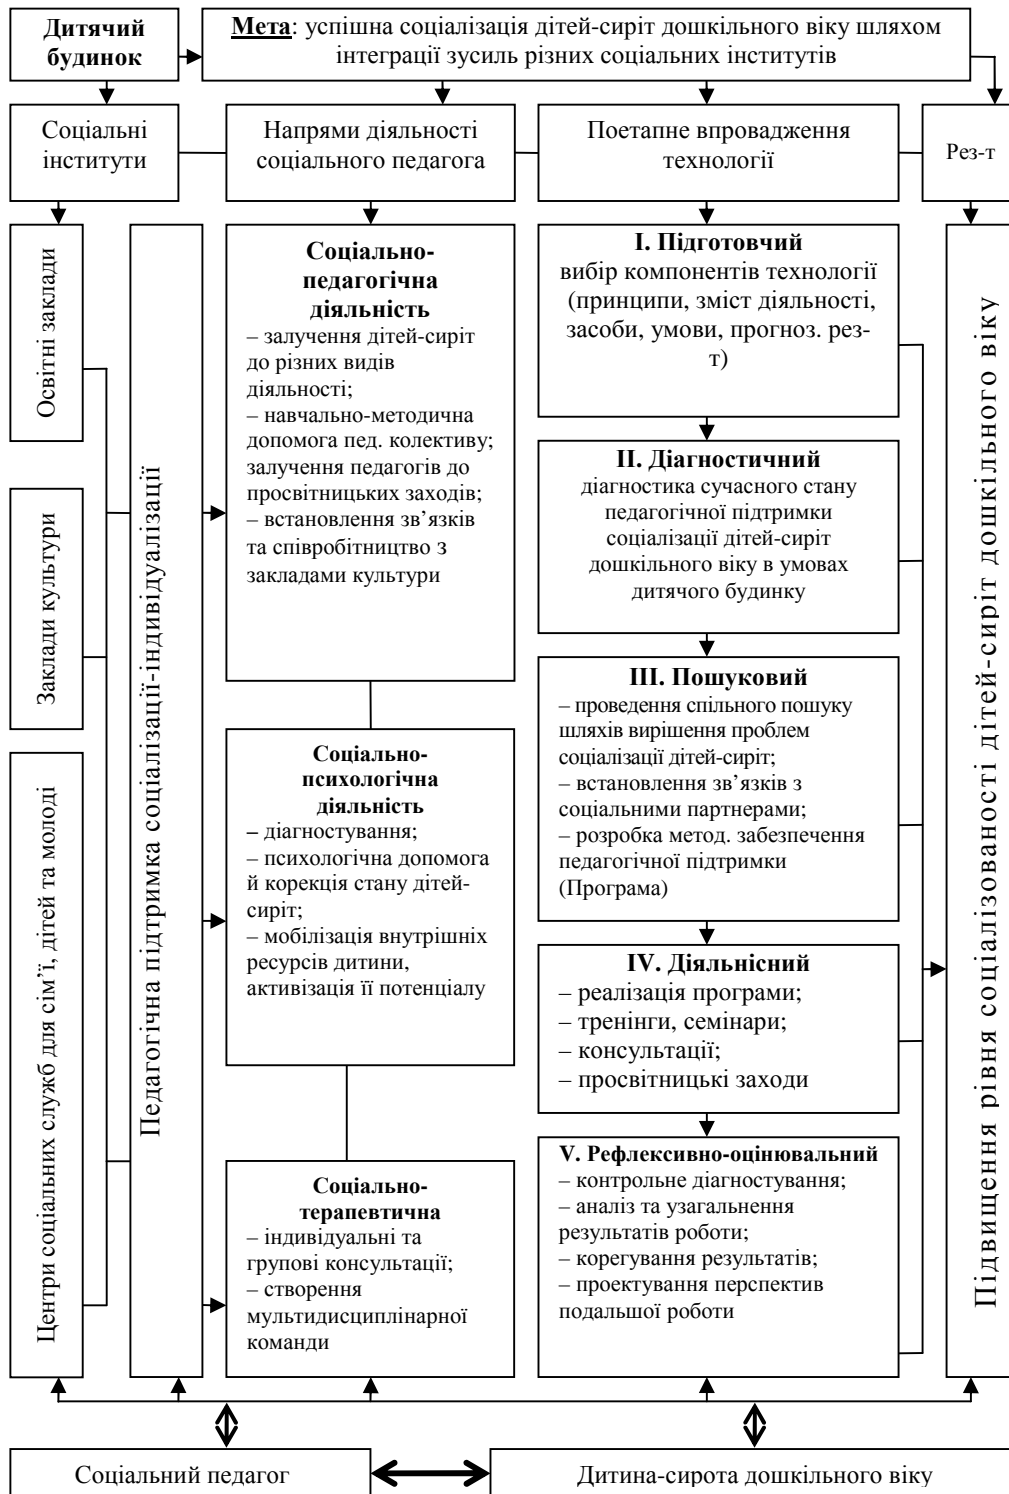 Дитячий
будинок
Мета: успішна соціалізація дітей-сиріт дошкільного віку шляхом
інтеграції зусиль різних соціальних інститутів
Соціальні
інститути
Напрями діяльності
соціального педагога
Поетапне впровадження
технології
Рез-т
Освітні заклади
Заклади культури
Центри соціальних служб для сім’ї, дітей та молоді
Педагогічна підтримка соціалізації-індивідуалізації
Соціально-
педагогічна
діяльність
– залучення дітей-сиріт
до різних видів
діяльності;
– навчально-методична
допомога пед. колективу;
залучення педагогів до
просвітницьких заходів;
– встановлення зв’язків
та співробітництво з
закладами культури
Соціально-
психологічна
діяльність
– діагностування;
– психологічна допомога
й корекція стану дітей-
сиріт;
– мобілізація внутрішніх
ресурсів дитини,
активізація її потенціалу
Соціально-
терапевтична
– індивідуальні та
групові консультації;
– створення
мультидисциплінарної
команди
І. Підготовчий
вибір компонентів технології
(принципи, зміст діяльності,
засоби, умови, прогноз. рез-
т)
ІІ. Діагностичний
діагностика сучасного стану
педагогічної підтримки
соціалізації дітей-сиріт
дошкільного віку в умовах
дитячого будинку
ІІІ. Пошуковий
– проведення спільного пошуку
шляхів вирішення проблем
соціалізації дітей-сиріт;
– встановлення зв’язків з
соціальними партнерами;
– розробка метод. забезпечення
педагогічної підтримки
(Програма)
IV. Діяльнісний
– реалізація програми;
– тренінги, семінари;
– консультації;
– просвітницькі заходи
V. Рефлексивно-оцінювальний
– контрольне діагностування;
– аналіз та узагальнення
результатів роботи;
– корегування результатів;
– проектування перспектив
подальшої роботи
Підвищення рівня соціалізованості дітей-сиріт дошкільного віку
Соціальний педагог
Дитина-сирота дошкільного віку